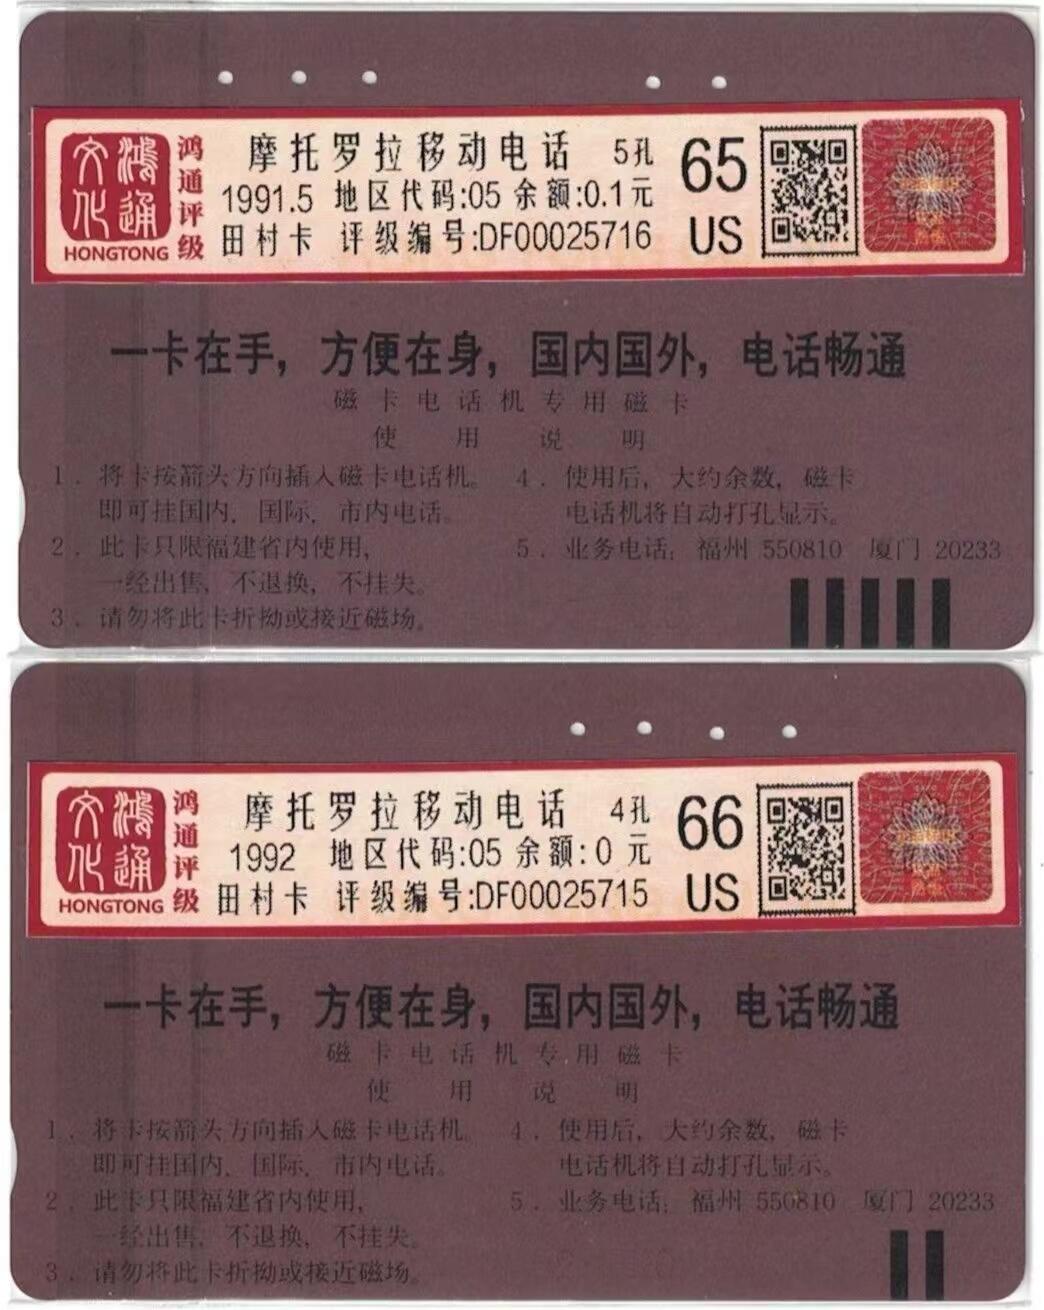 鸿通文化
HONGTONG
鸿通评级
摩托罗拉移动电话 5孔
1991.5 地区代码:05 余额:0.1元
田村卡 评级编号:DF00025716
65
US
一卡在手，方便在身，国内国外，电话畅通
磁卡电话机专用磁卡
使用说明
1．将卡按箭头方向插入磁卡电话机。
即可挂国内、国际、市内电话。
2．此卡只限福建省内使用，
一经出售，不退换，不挂失。
3．请勿将此卡折拗或接近磁场。
4．使用后，大约余数，磁卡
电话机将自动打孔显示。
5．业务电话：福州 550810 厦门 20233
鸿通文化
HONGTONG
鸿通评级
摩托罗拉移动电话 4孔
1992 地区代码:05 余额:0 元
田村卡 评级编号:DF00025715
66
US
一卡在手，方便在身，国内国外，电话畅通
磁卡电话机专用磁卡
使用说明
1．将卡按箭头方向插入磁卡电话机
即可挂国内、国际、市内电话。
2．此卡只限福建省内使用，
一经出售，不退换，不挂失。
3．请勿将此卡折拗或接近磁场。
4．使用后，大约余数，磁卡
电话机将自动打孔显示。
5．业务电话：福州 550810 厦门 20233